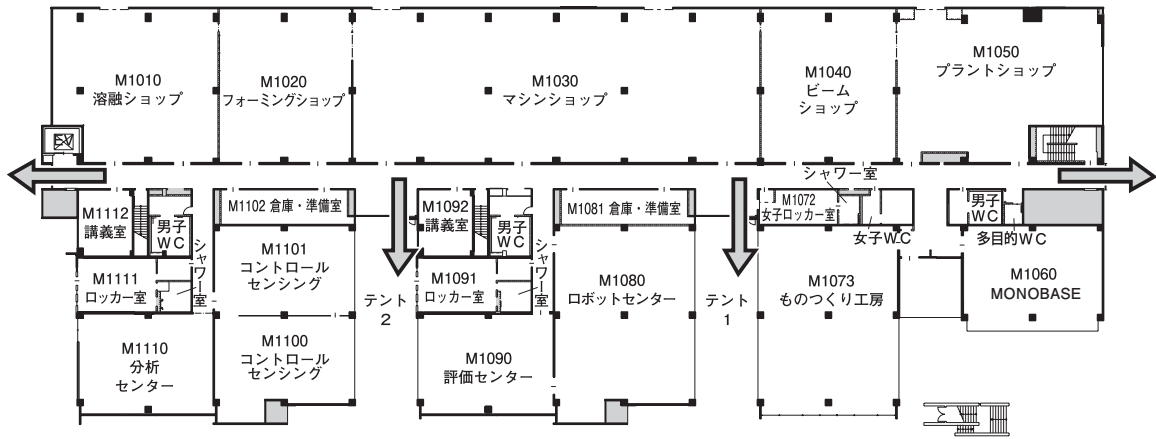 M1010
溶融ショップ
M1020
フォーミングショップ
M1030
マシンショップ
M1040
ビーム
ショップ
M1050
プラントショップ
M1112
講義室
男子
WC
シャワー室
M1102 倉庫・準備室
M1101
コントロール
センシング
M1111
ロッカー室
M1110
分析
センター
M1100
コントロール
センシング
テント
2
M1092
講義室
男子
WC
シャワー室
M1091
ロッカー室
M1090
評価センター
M1081 倉庫・準備室
M1080
ロボットセンター
テント
1
シャワー室
M1072
女子ロッカー室
女子WC
M1073
ものつくり工房
男子
WC
多目的WC
M1060
MONOBASE